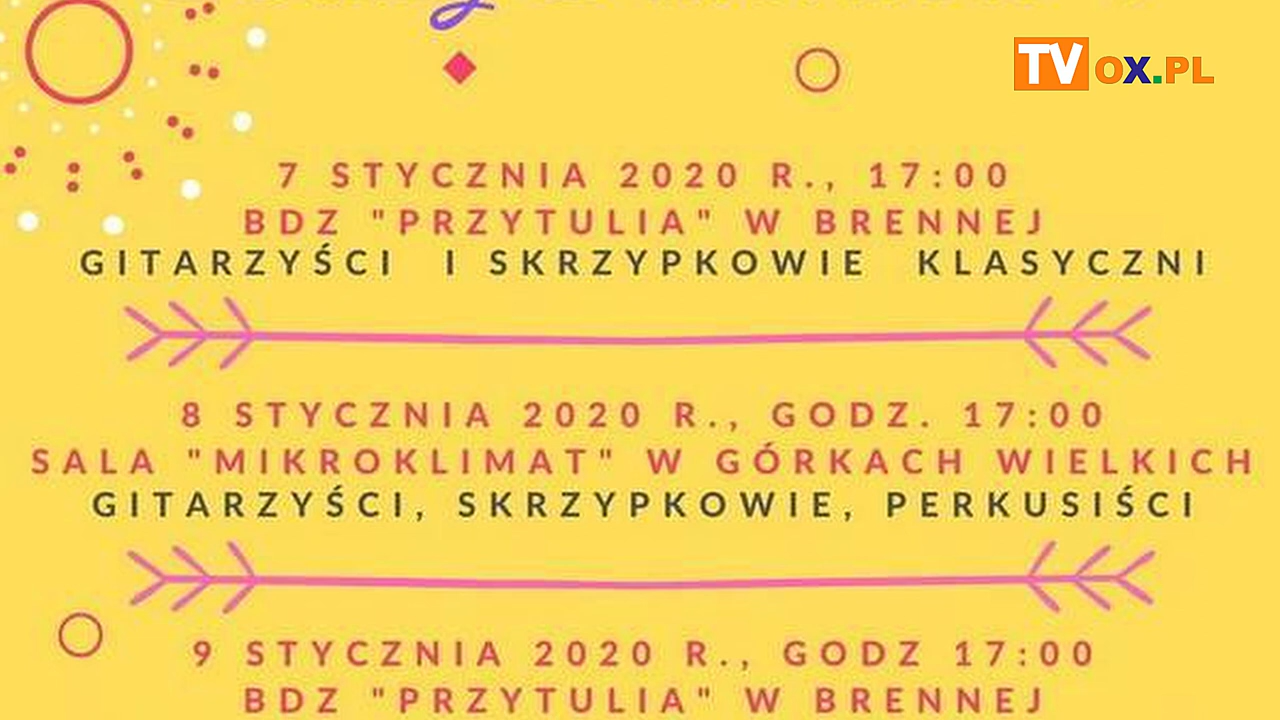 TVOX.PL
7 STYCZNIA 2020 R., 17:00
BDZ "PRZYTULIA" W BRENNEJ
GITARZYŚCI I SKRZYPKOWIE KLASYCZNI
8 STYCZNIA 2020 R., GODZ. 17:00
SALA "MIKROKLIMAT" W GÓRKACH WIELKICH
GITARZYŚCI, SKRZYPKOWIE, PERKUSIŚCI
9 STYCZNIA 2020 R., GODZ 17:00
BDZ "PRZYTULIA" W BRENNEJ